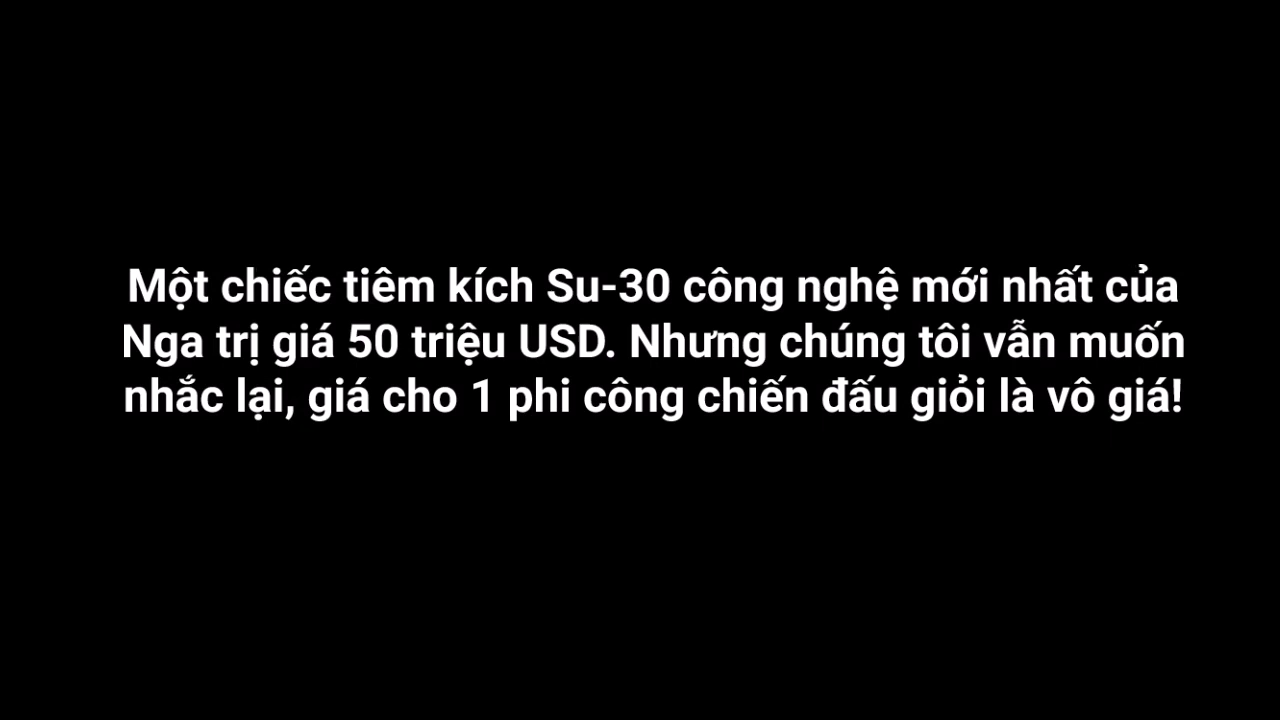 Một chiếc tiêm kích Su-30 công nghệ mới nhất của
Nga trị giá 50 triệu USD. Nhưng chúng tôi vẫn muốn
nhắc lại, giá cho 1 phi công chiến đấu giỏi là vô giá!